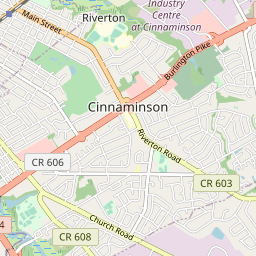 Riverton
Industry
Centre
at Cinnaminson
Main Street
Burlington Pike
Cinnaminson
Riverton Road
CR 606
CR 603
4
Church Road
CR 608